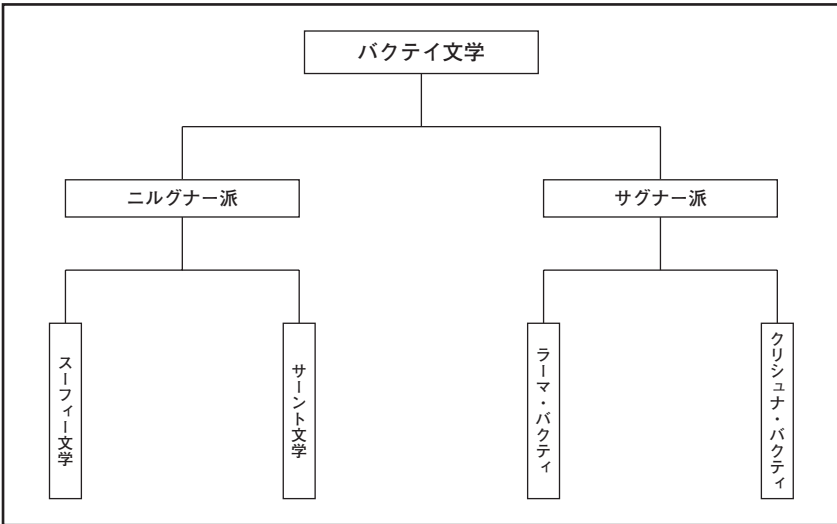 バクテイ文学
ニルグナー派
サグナー派
スーフィー文学
サーント文学
ラーマ・バクティ
クリシュナ・バクティ